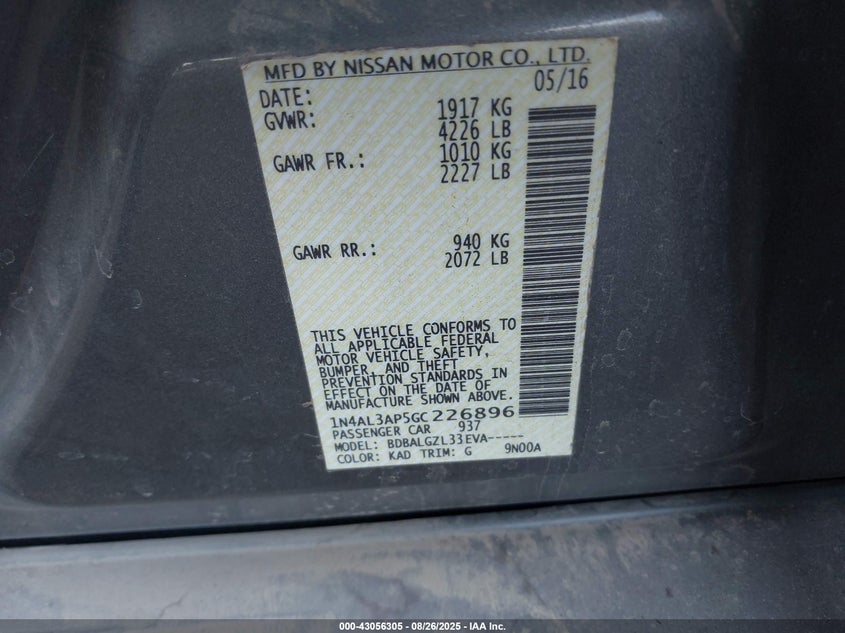 MFD BY NISSAN MOTOR CO., LTD.
DATE: 05/16
GVWR: 1917 KG
4226 LB
GAWR FR.: 1010 KG
2227 LB
GAWR RR.: 940 KG
2072 LB
THIS VEHICLE CONFORMS TO
ALL APPLICABLE FEDERAL
MOTOR VEHICLE SAFETY,
BUMPER, AND THEFT
PREVENTION STANDARDS IN
EFFECT ON THE DATE OF
MANUFACTURE SHOWN ABOVE.
1N4AL3AP5GC226896
PASSENGER CAR 937
MODEL: BDBALGZL33EVA-----
COLOR: KAD TRIM: G 9N00A
000-43056305 - 08/26/2025 - IAA Inc.